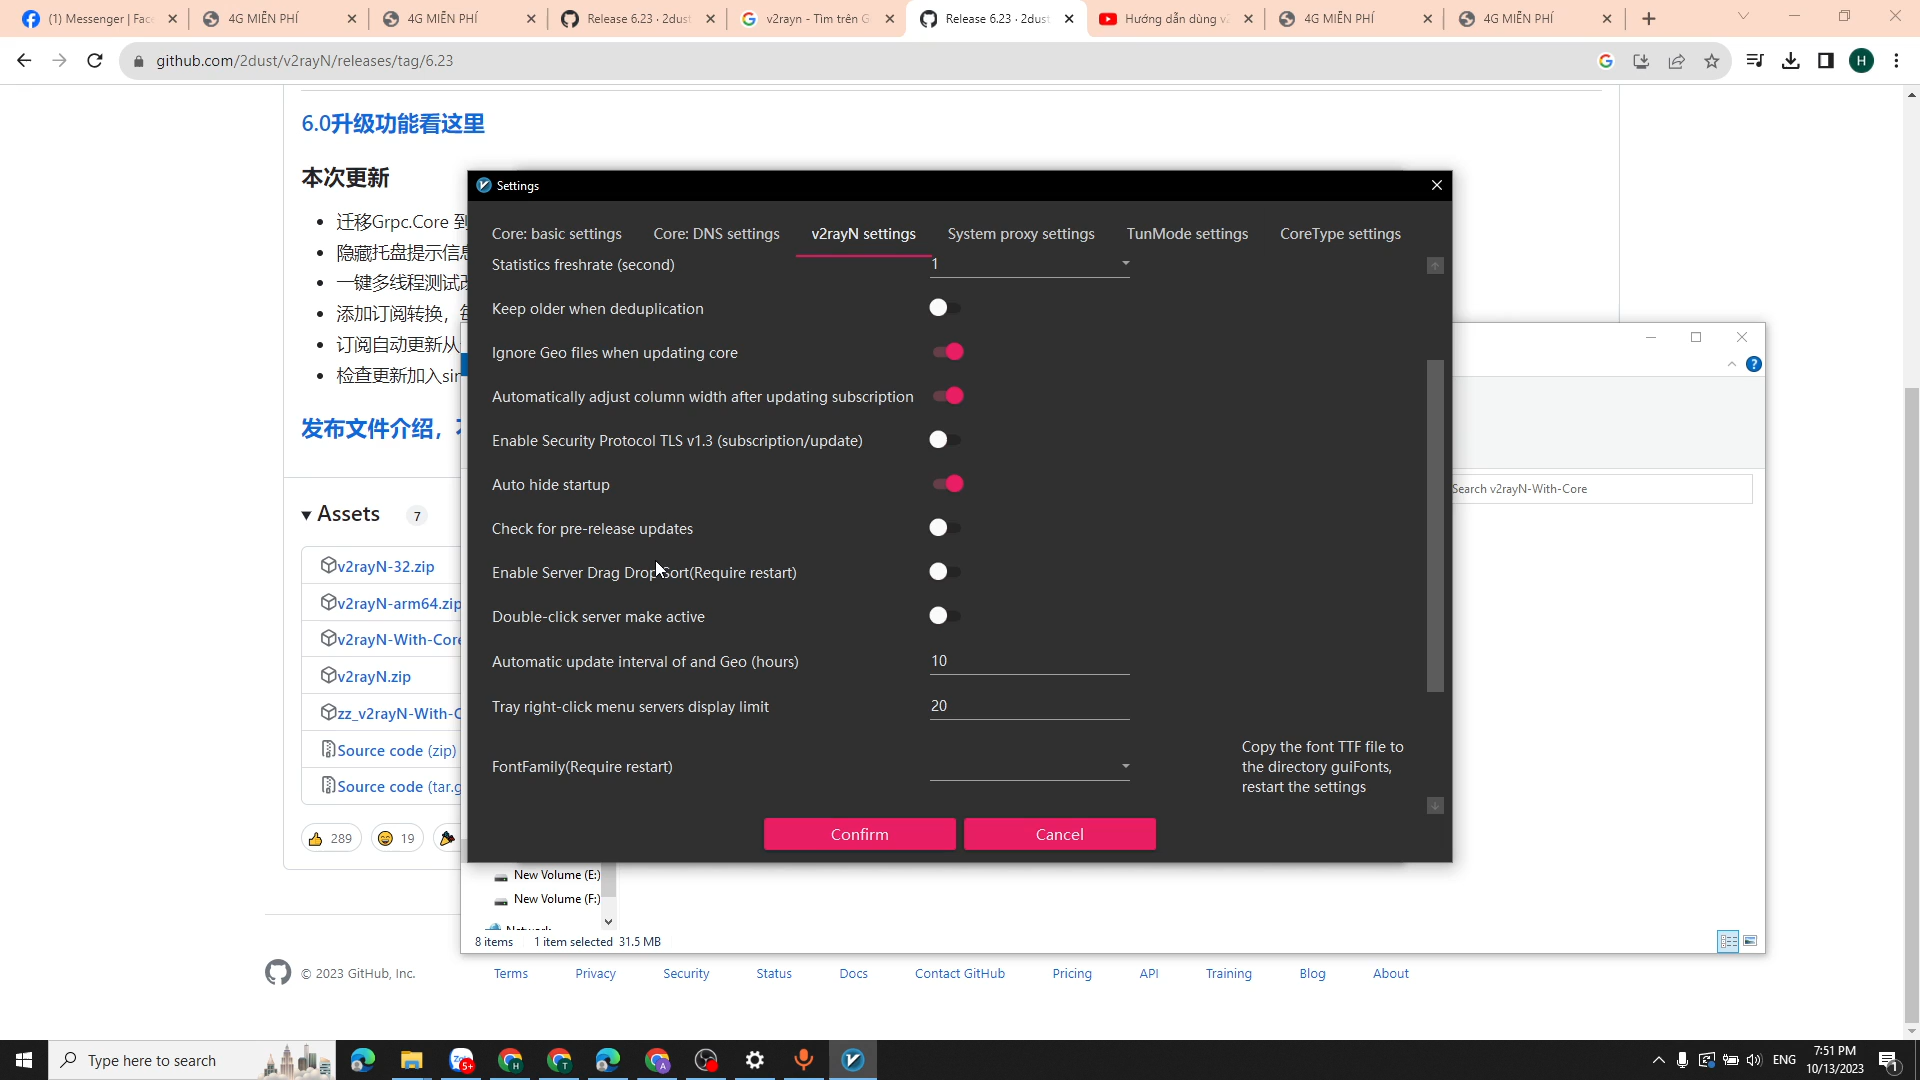 (1) Messenger | Fac
4G MIỄN PHÍ
4G MIỄN PHÍ
Release 6.23 · 2dust
v2rayn - Tìm trên G
Release 6.23 · 2dust
Hướng dẫn dùng v2
4G MIỄN PHÍ
4G MIỄN PHÍ
github.com/2dust/v2rayN/releases/tag/6.23
H
6.0升级功能看这里
本次更新
迁移Grpc.Core 到
隐藏托盘提示信息
一键多线程测试改
添加订阅转换，每
订阅自动更新从
检查更新加入sin
发布文件介绍，
Assets 7
v2rayN-32.zip
v2rayN-arm64.zip
v2rayN-With-Core
v2rayN.zip
zz_v2rayN-With-C
Source code (zip)
Source code (tar.g
289
19
Settings
Core: basic settings
Core: DNS settings
v2rayN settings
System proxy settings
TunMode settings
CoreType settings
Statistics freshrate (second) 1
Keep older when deduplication
Ignore Geo files when updating core
Automatically adjust column width after updating subscription
Enable Security Protocol TLS v1.3 (subscription/update)
Auto hide startup
Check for pre-release updates
Enable Server Drag Drop Sort(Require restart)
Double-click server make active
Automatic update interval of and Geo (hours) 10
Tray right-click menu servers display limit 20
FontFamily(Require restart)
Copy the font TTF file to
the directory guiFonts,
restart the settings
Confirm
Cancel
Search v2rayN-With-Core
New Volume (E:)
New Volume (F:)
Network
8 items 1 item selected 31.5 MB
© 2023 GitHub, Inc.
Terms
Privacy
Security
Status
Docs
Contact GitHub
Pricing
API
Training
Blog
About
Type here to search
Zalo
5+
H
T
A
ENG
7:51 PM
10/13/2023
1